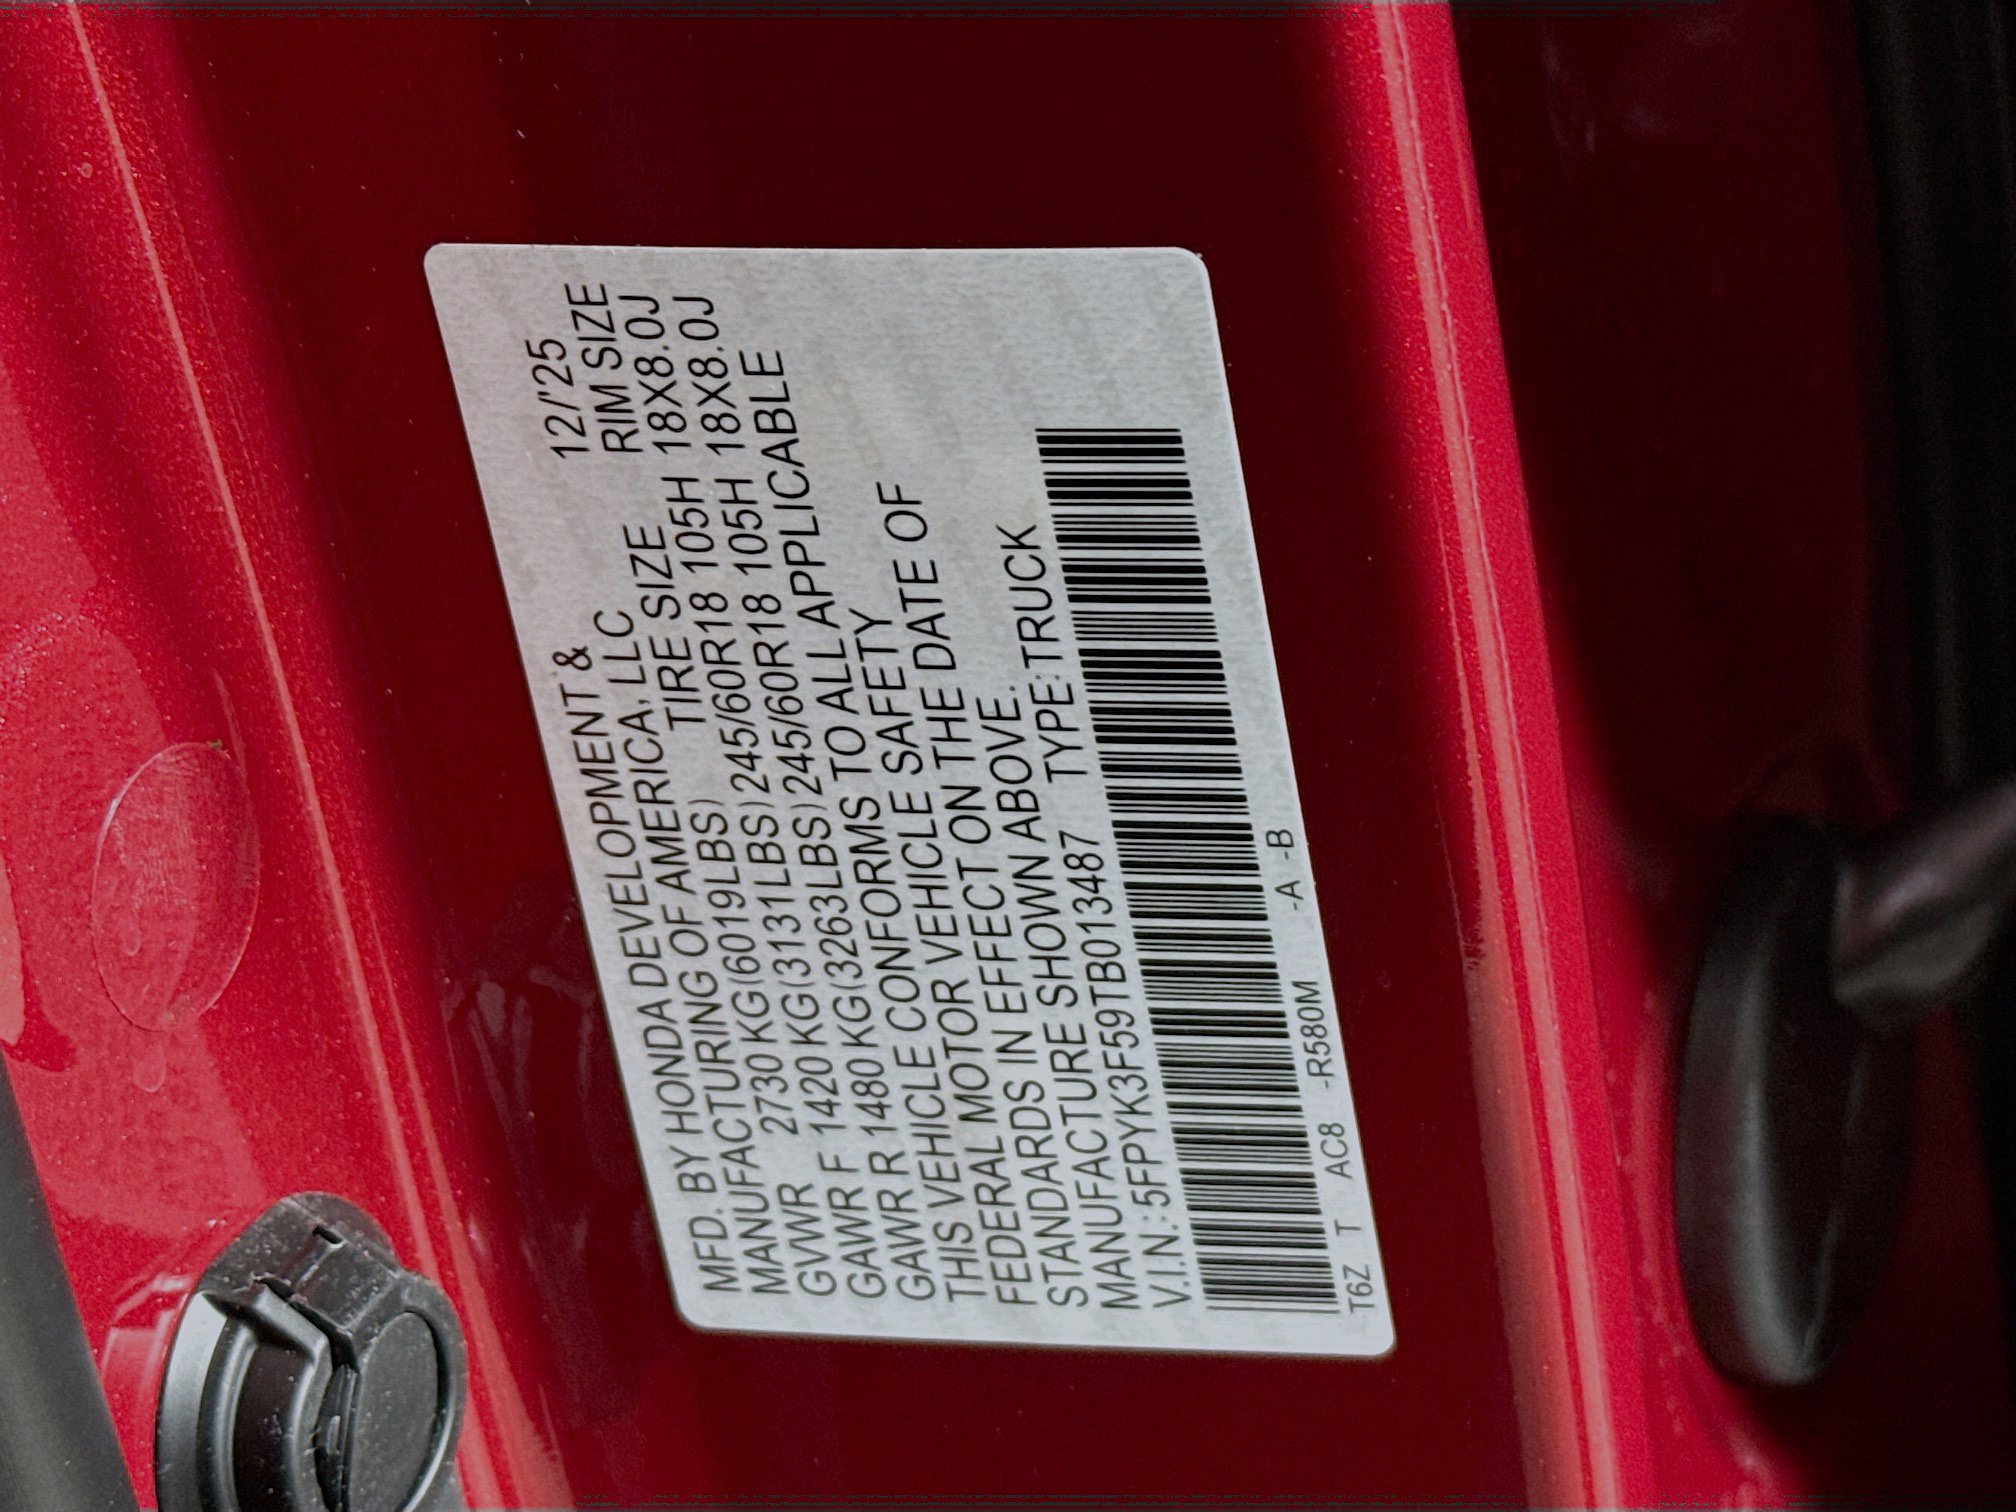 MFD. BY HONDA DEVELOPMENT & 12/'25
MANUFACTURING OF AMERICA, LLC
TIRE SIZE RIM SIZE
GVWR 2730 KG(6019LBS)
GAWR F 1420 KG(3131LBS) 245/60R18 105H 18X8.0J
GAWR R 1480 KG(3263LBS) 245/60R18 105H 18X8.0J
THIS VEHICLE CONFORMS TO ALL APPLICABLE
FEDERAL MOTOR VEHICLE SAFETY
STANDARDS IN EFFECT ON THE DATE OF
MANUFACTURE SHOWN ABOVE.
V.I.N.:5FPYK3F59TB013487 TYPE:TRUCK
T6Z T AC8 -R580M -A -B